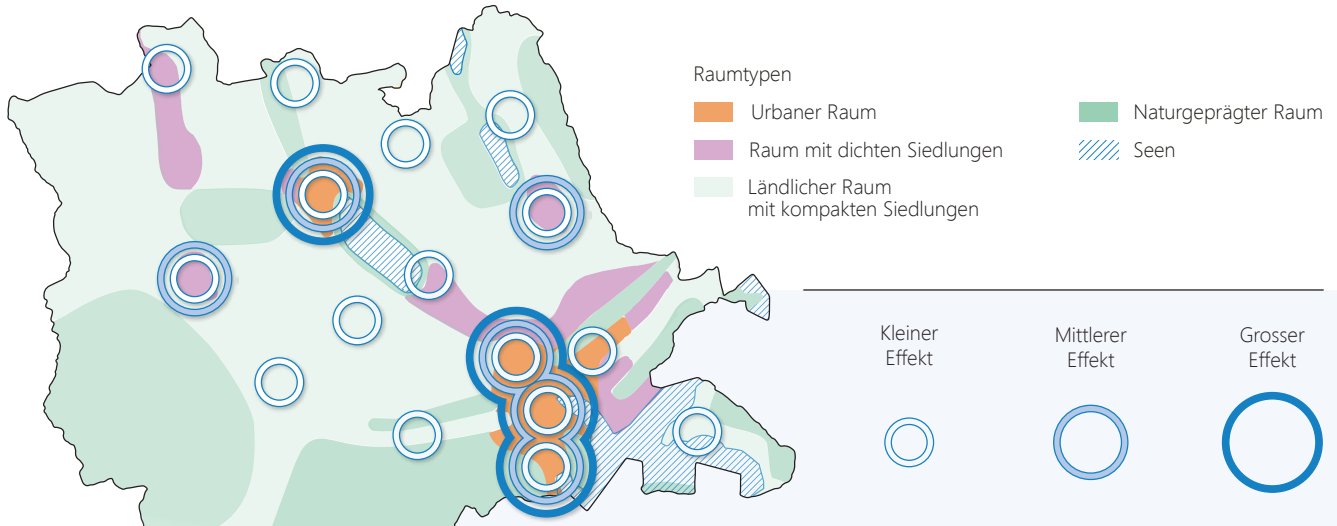 Raumtypen
Urbaner Raum
Raum mit dichten Siedlungen
Ländlicher Raum
mit kompakten Siedlungen
Naturgeprägter Raum
Seen
Kleiner
Effekt
Mittlerer
Effekt
Grosser
Effekt